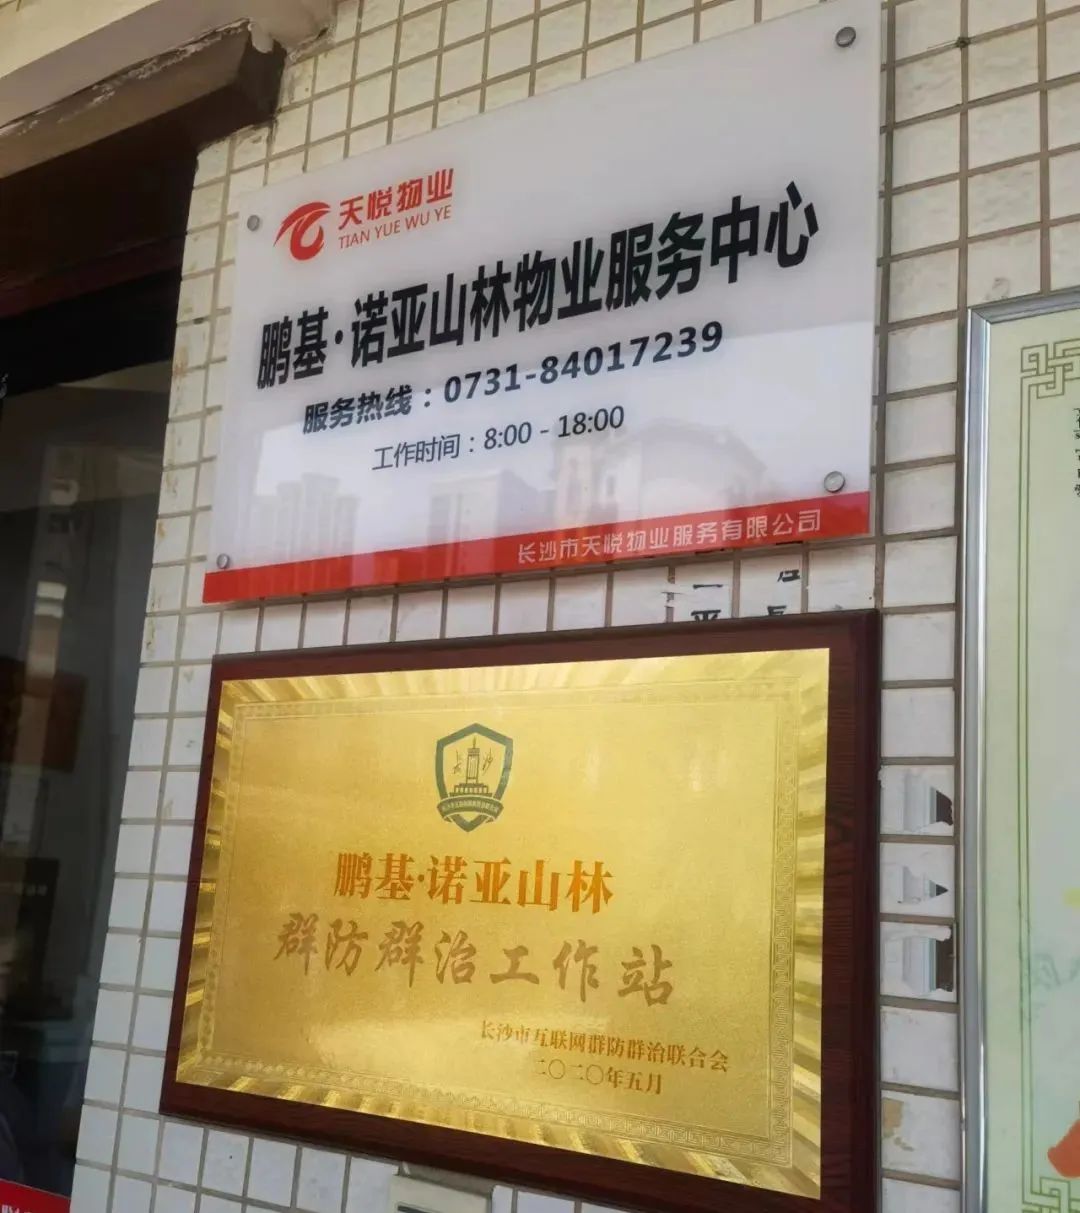 天悦物业
TIAN YUE WU YE
鹏基·诺亚山林物业服务中心
服务热线：0731-84017239
工作时间：8:00 - 18:00
长沙市天悦物业服务有限公司
长沙
鹏基·诺亚山林
群防群治工作站
长沙市互联网群防群治联合会
二〇二〇年五月